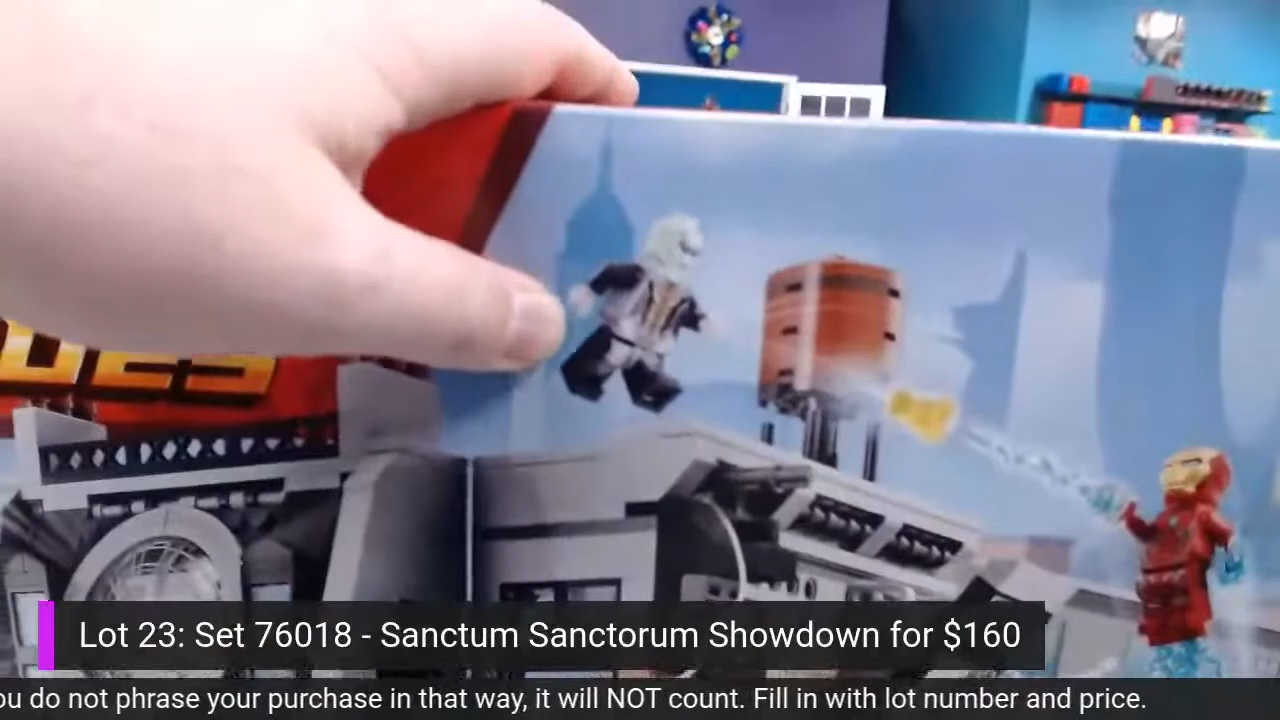 OES
Lot 23: Set 76018 - Sanctum Sanctorum Showdown for $160
ou do not phrase your purchase in that way, it will NOT count. Fill in with lot number and price.